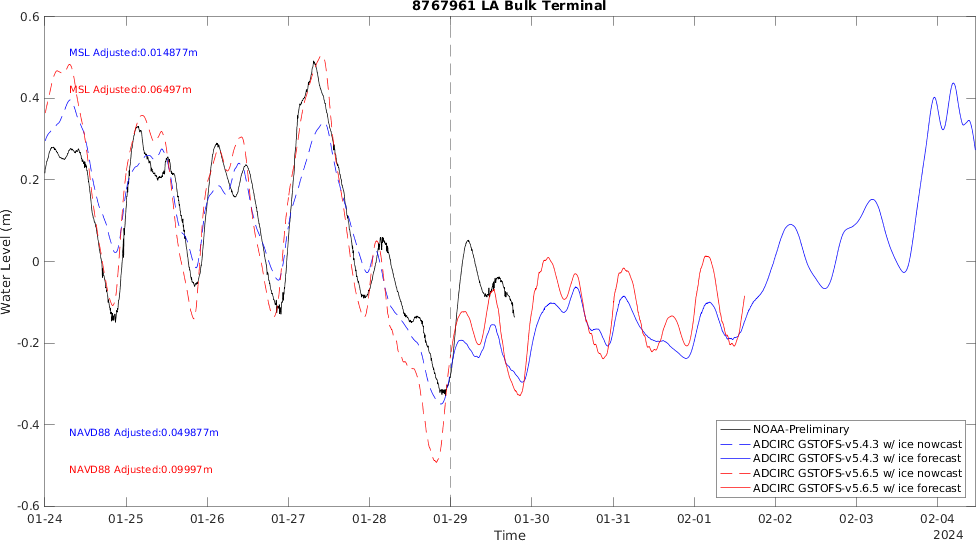 8767961 LA Bulk Terminal
0.6
MSL Adjusted:0.014877m
0.4
MSL Adjusted:0.06497m
0.2
Water Level (m)
0
-0.2
-0.4
NAVD88 Adjusted:0.049877m
NAVD88 Adjusted:0.09997m
NOAA-Preliminary
ADCIRC GSTOFS-v5.4.3 w/ ice nowcast
ADCIRC GSTOFS-v5.4.3 w/ ice forecast
ADCIRC GSTOFS-v5.6.5 w/ ice nowcast
ADCIRC GSTOFS-v5.6.5 w/ ice forecast
-0.6
01-24 01-25 01-26 01-27 01-28 01-29 01-30 01-31 02-01 02-02 02-03 02-04
Time 2024